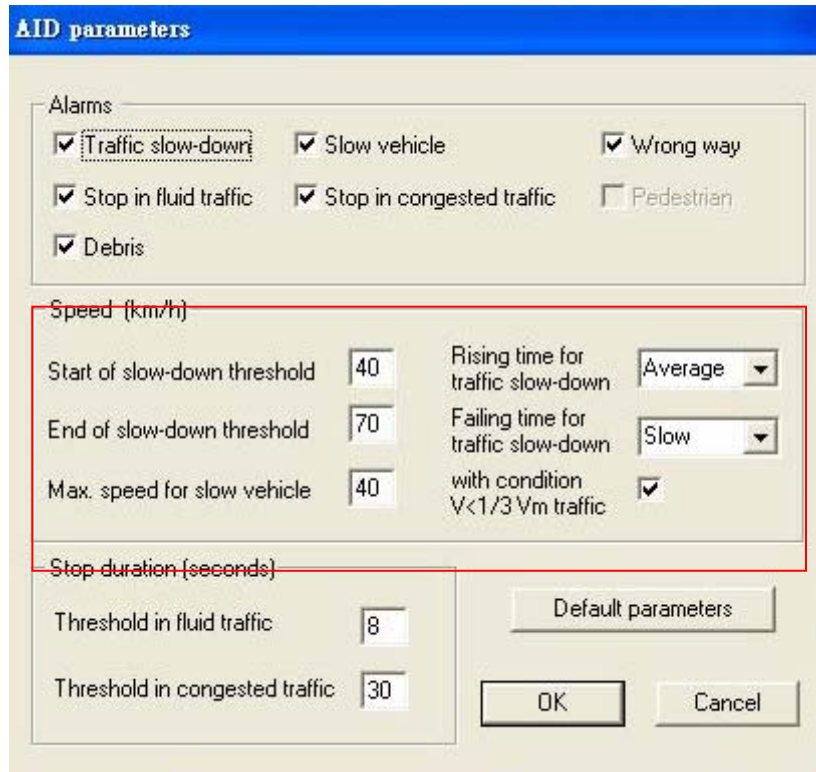 AID parameters
Alarms
Traffic slow-down
Slow vehicle
Wrong way
Stop in fluid traffic
Stop in congested traffic
Pedestrian
Debris
Speed (km/h)
Start of slow-down threshold 40
Rising time for
traffic slow-down
Average
End of slow-down threshold 70
Failing time for
traffic slow-down
Slow
Max. speed for slow vehicle 40
with condition
V<1/3 Vm traffic
Stop duration (seconds)
Threshold in fluid traffic 8
Threshold in congested traffic 30
Default parameters
OK
Cancel